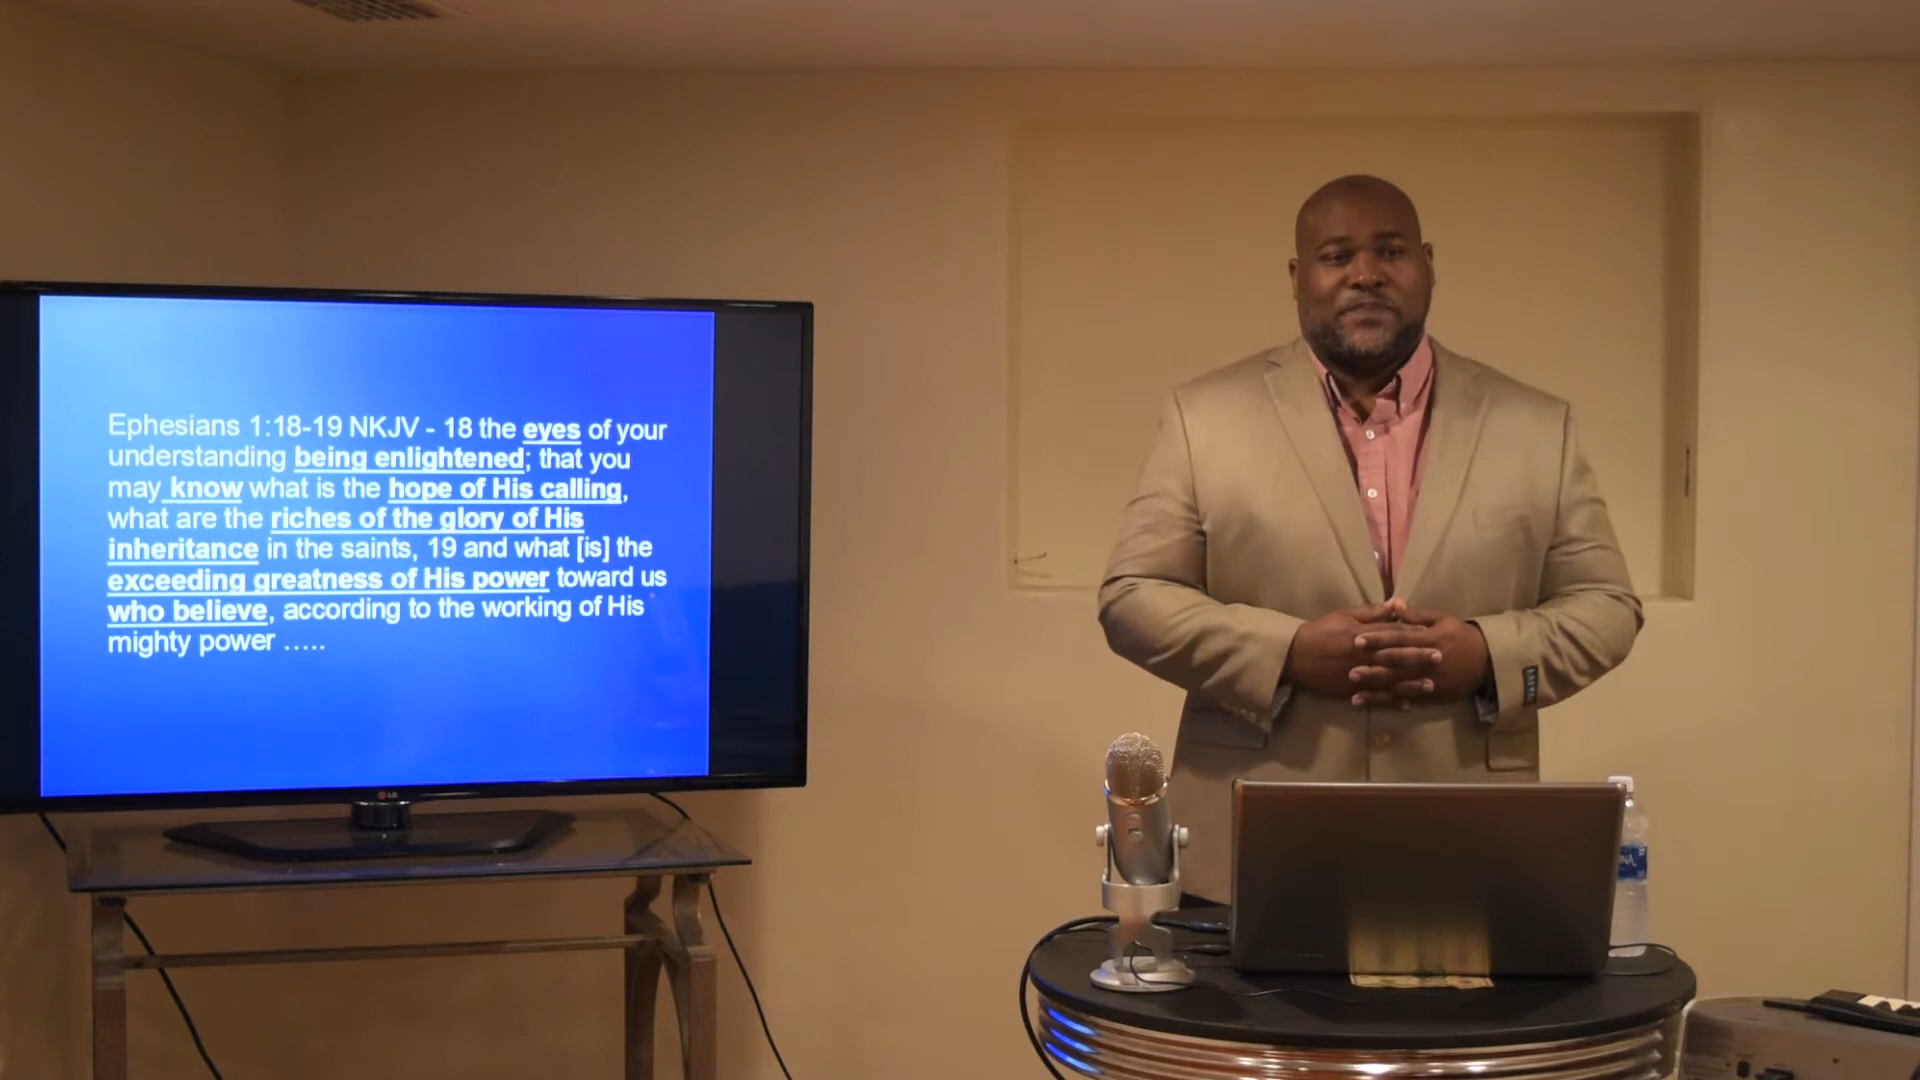 Ephesians 1:18-19 NKJV - 18 the eyes of your
understanding being enlightened; that you
may know what is the hope of His calling,
what are the riches of the glory of His
inheritance in the saints, 19 and what [is] the
exceeding greatness of His power toward us
who believe, according to the working of His
mighty power …..
LG